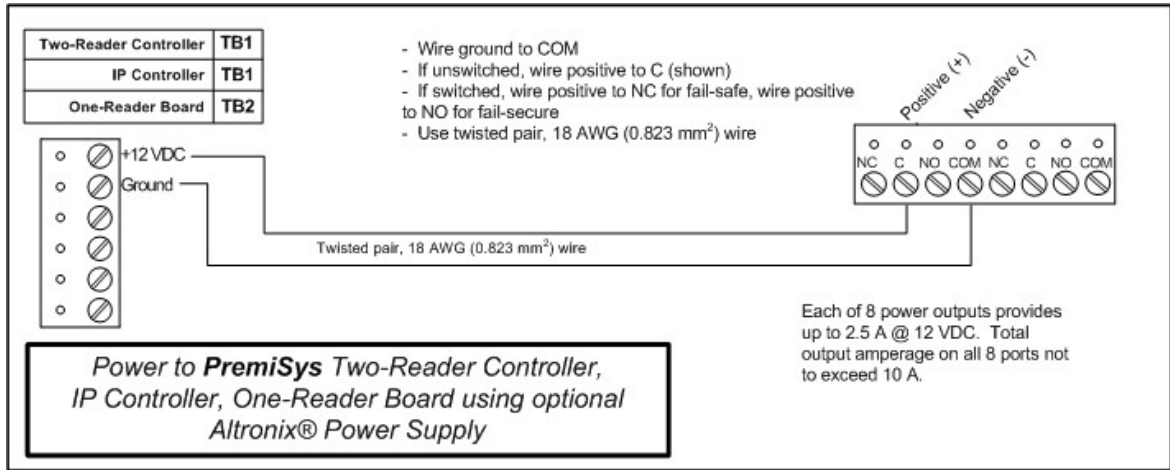 Two-Reader Controller TB1
IP Controller TB1
One-Reader Board TB2
- Wire ground to COM
- If unswitched, wire positive to C (shown)
- If switched, wire positive to NC for fail-safe, wire positive
to NO for fail-secure
- Use twisted pair, 18 AWG (0.823 mm²) wire
Positive (+)
Negative (-)
NC C NO COM NC C NO COM
+12 VDC
Ground
Twisted pair, 18 AWG (0.823 mm²) wire
Each of 8 power outputs provides
up to 2.5 A @ 12 VDC. Total
output amperage on all 8 ports not
to exceed 10 A.
Power to PremiSys Two-Reader Controller,
IP Controller, One-Reader Board using optional
Altronix® Power Supply